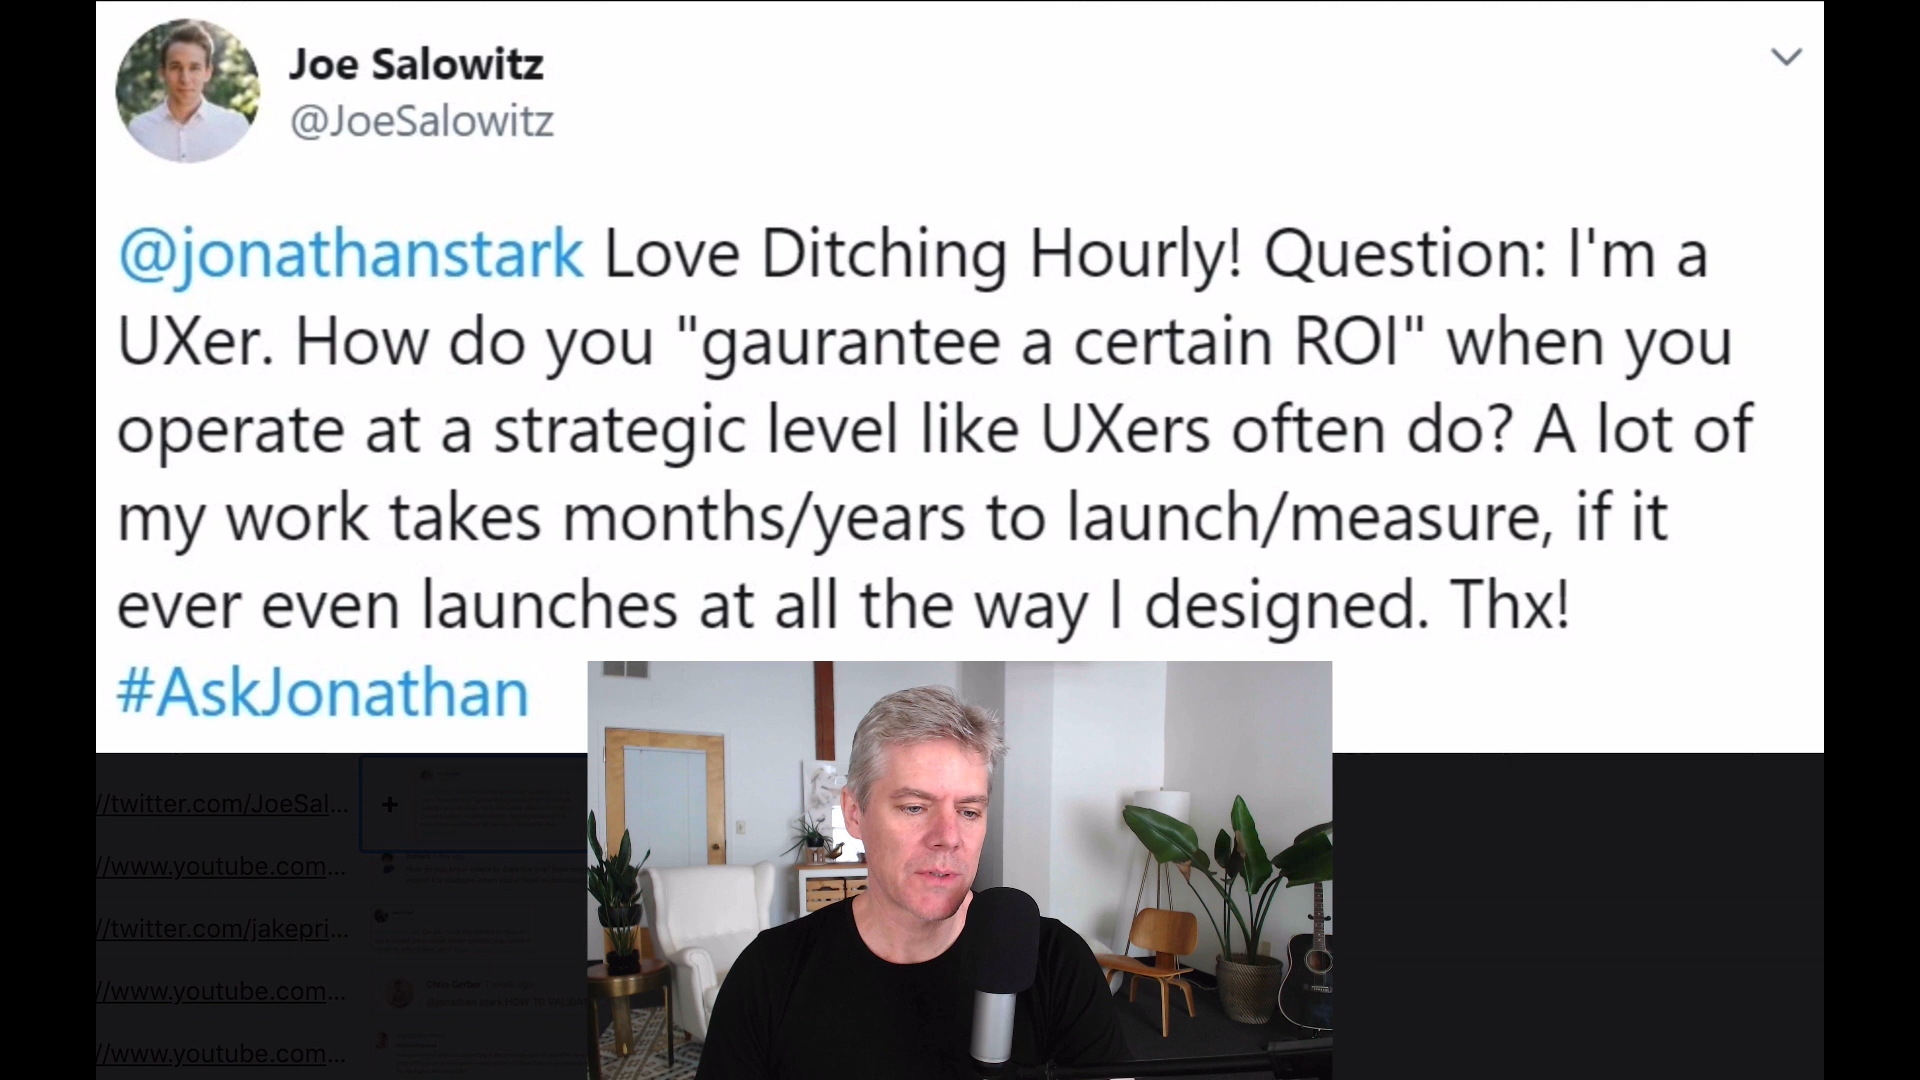 Joe Salowitz
@JoeSalowitz
@jonathanstark Love Ditching Hourly! Question: I'm a
UXer. How do you "gaurantee a certain ROI" when you
operate at a strategic level like UXers often do? A lot of
my work takes months/years to launch/measure, if it
ever even launches at all the way I designed. Thx!
#AskJonathan
//twitter.com/JoeSal...
//www.youtube.com...
//twitter.com/jakepri...
//www.youtube.com...
Chris Gerber
//www.youtube.com...